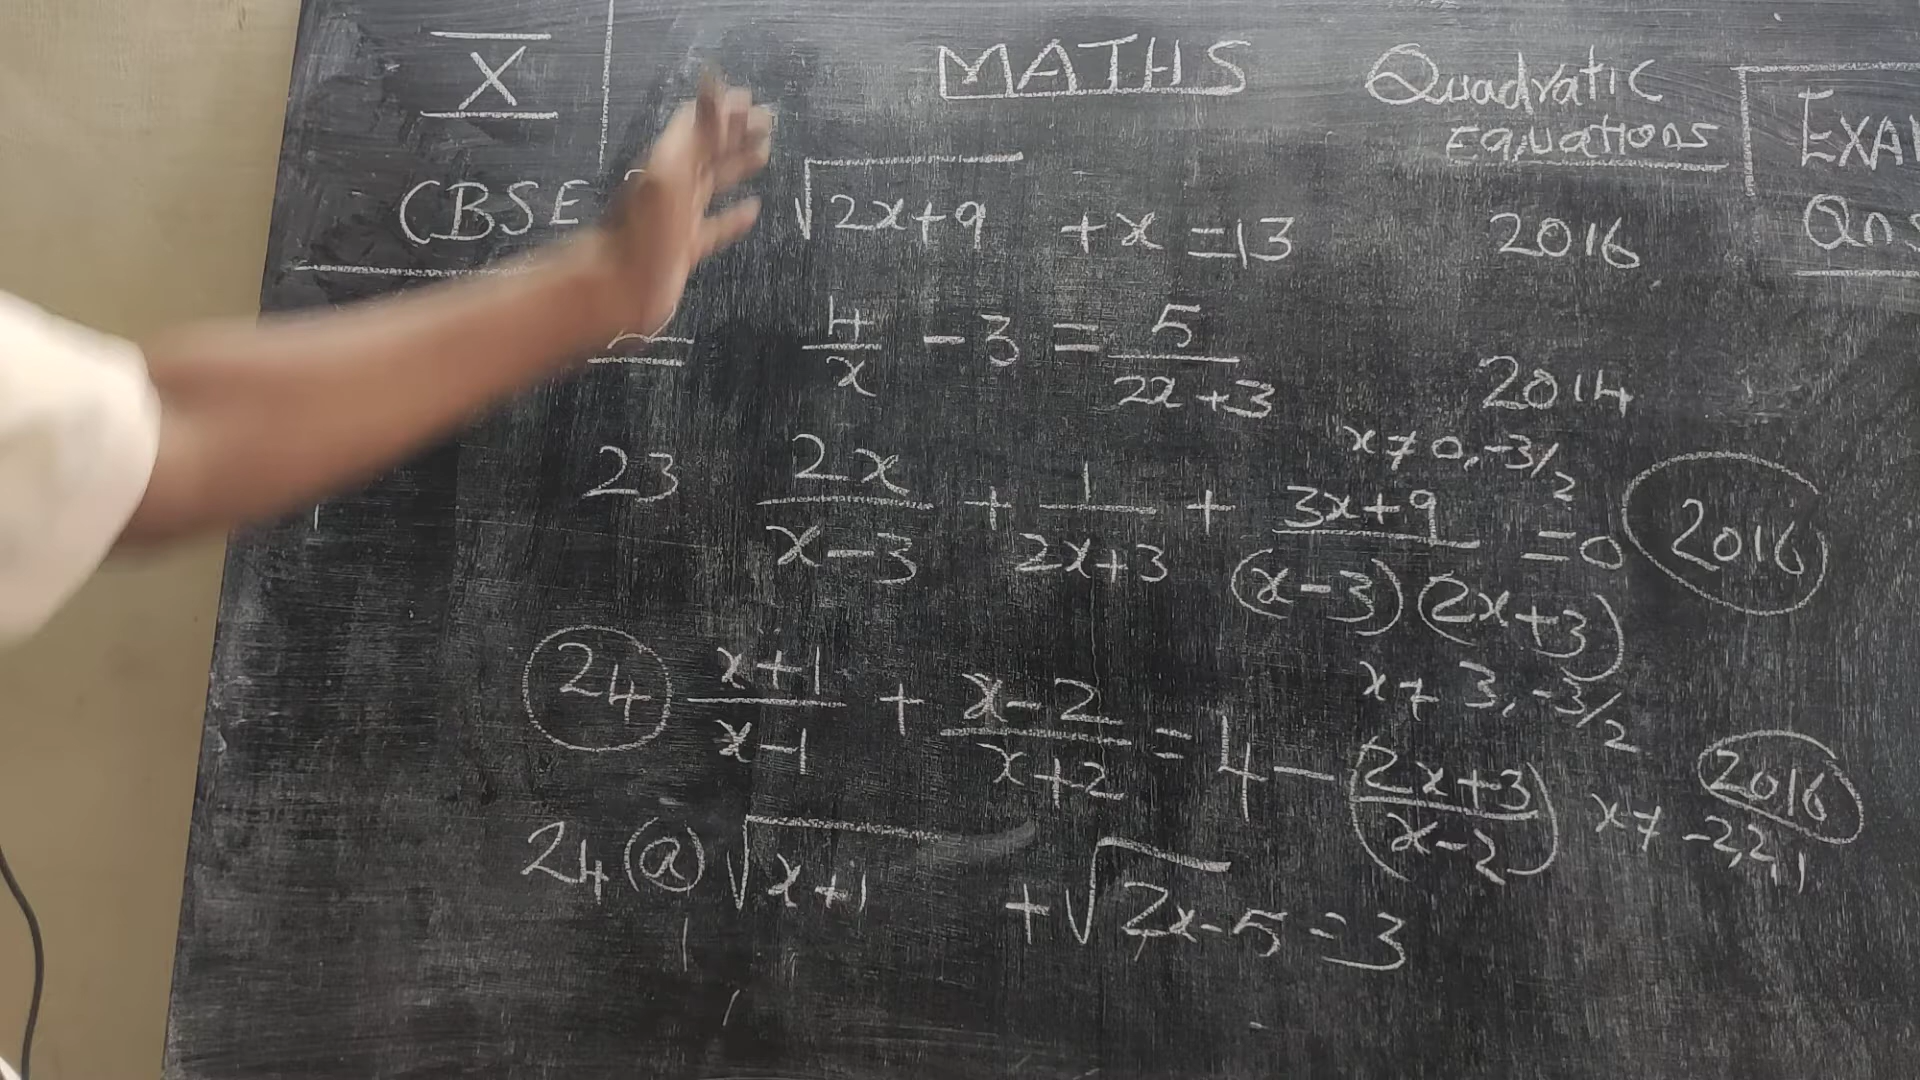 X
MATHS
Quadratic
Equations
CBSE
Qns
√2x+9 + x = 13 2016
4/x - 3 = 5/2x+3 2014
x ≠ 0, -3/2
23 2x/x-3 + 1/2x+3 + 3x+9/(x-3)(2x+3) = 0 2016
x ≠ 3, -3/2
24 x+1/x-1 + x-2/x+2 = 4 - (2x+3/x-2) 2016
x ≠ -2, 2, 1
24 (a) √x+1 + √2x-5 = 3